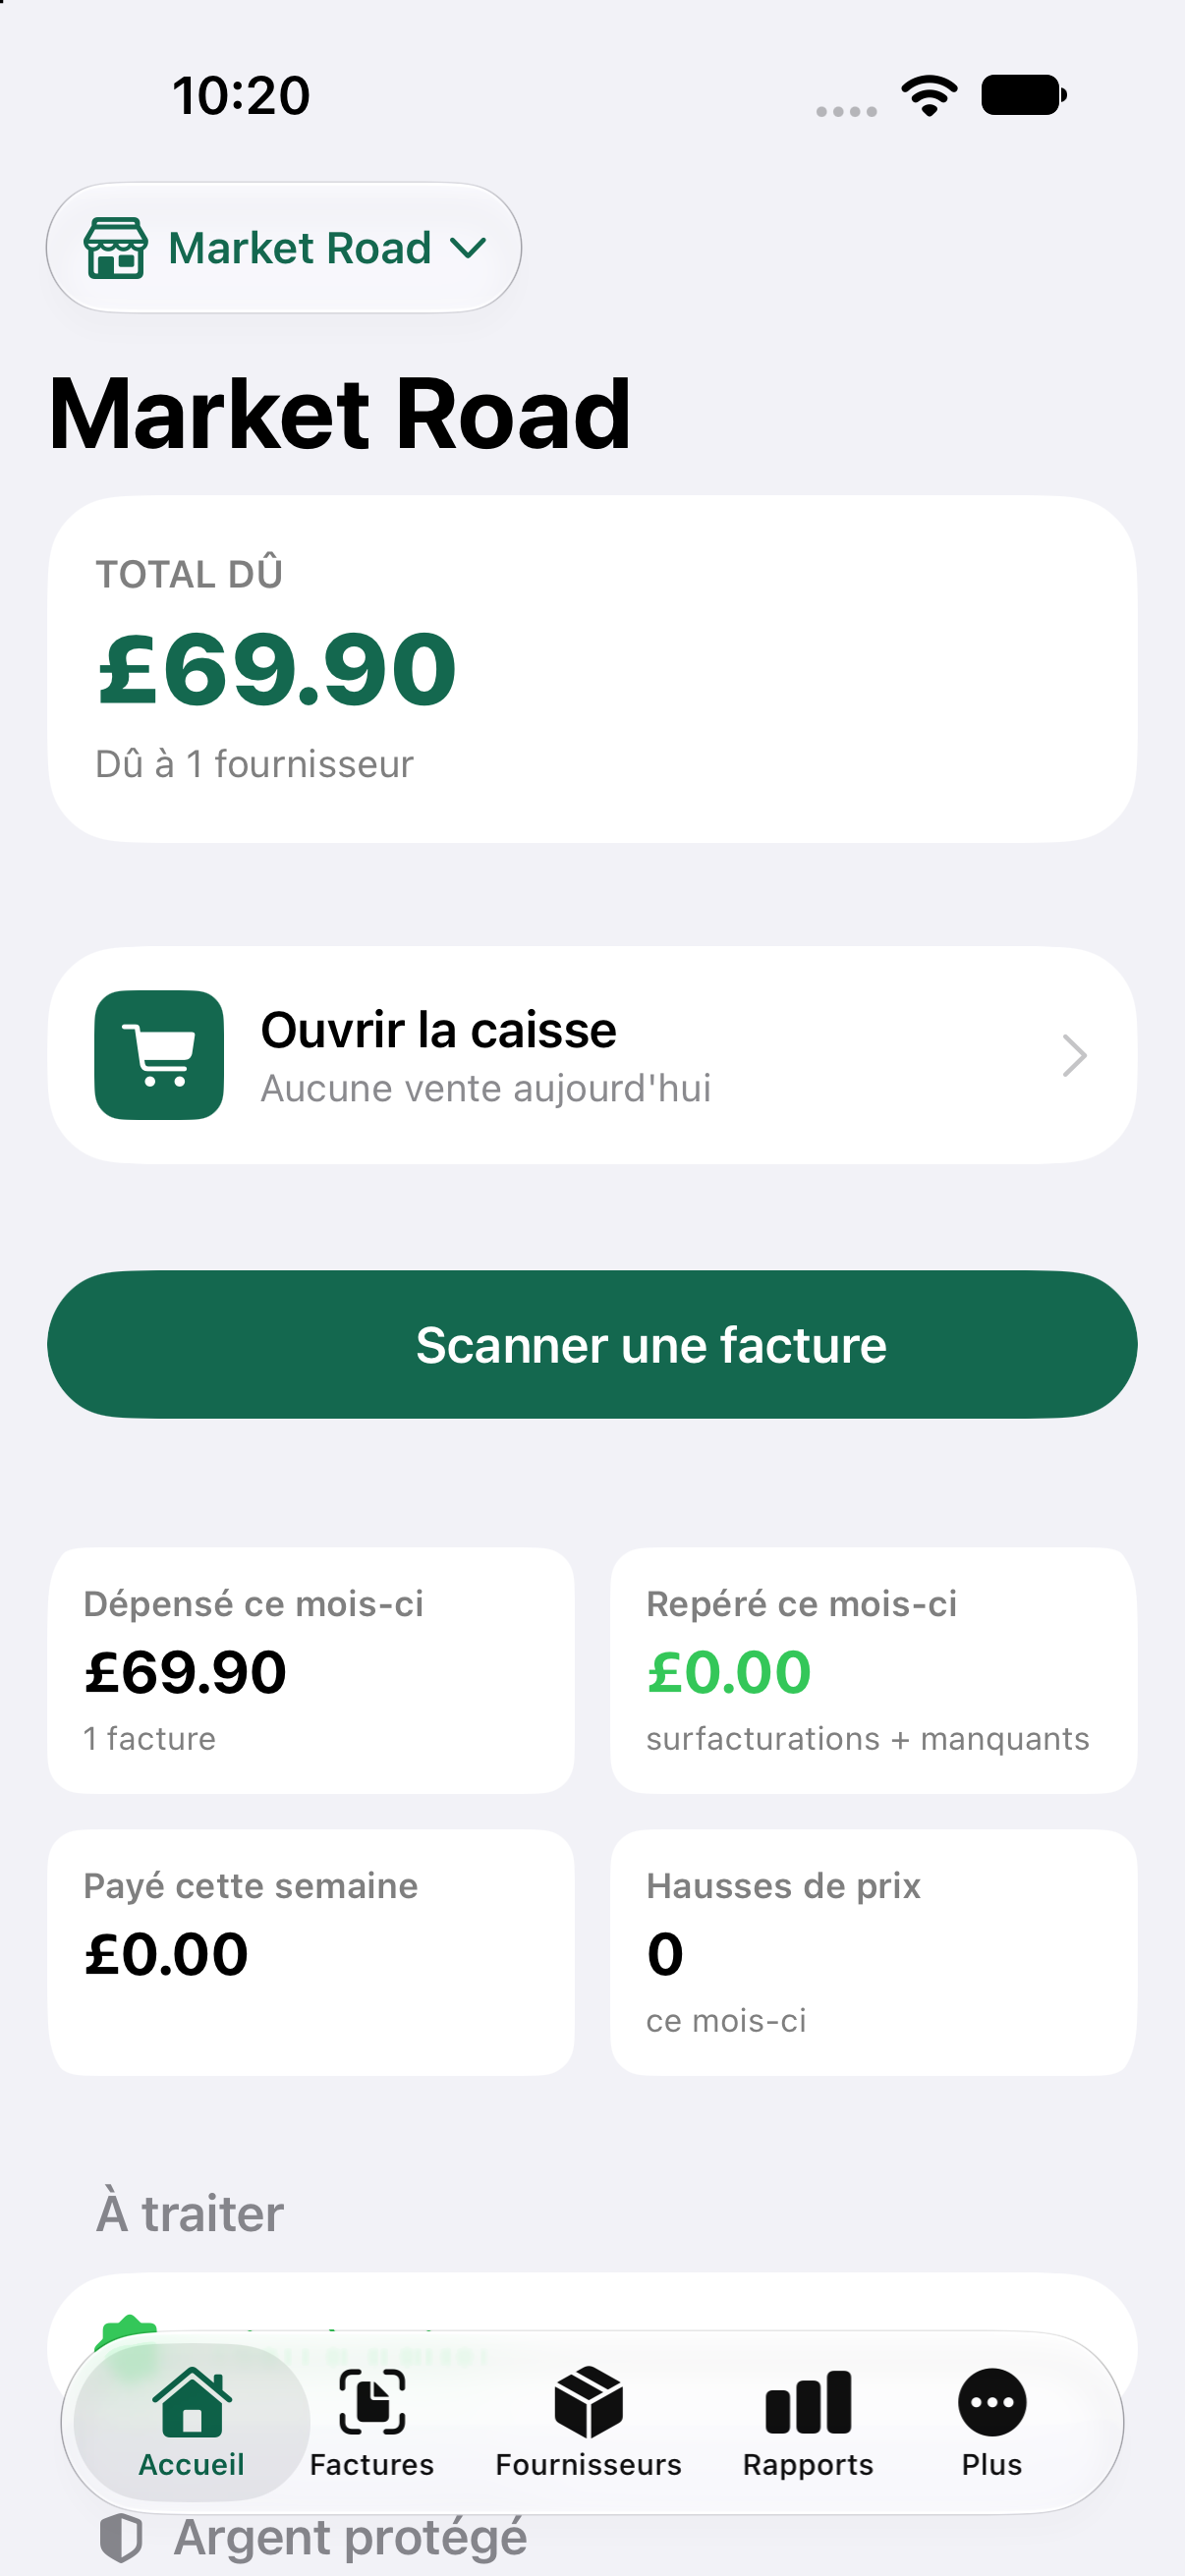 10:20
Market Road
Market Road
TOTAL DÛ
£69.90
Dû à 1 fournisseur
Ouvrir la caisse
Aucune vente aujourd'hui
Scanner une facture
Dépensé ce mois-ci
£69.90
1 facture
Repéré ce mois-ci
£0.00
surfacturations + manquants
Payé cette semaine
£0.00
Hausses de prix
0
ce mois-ci
À traiter
Accueil
Factures
Fournisseurs
Rapports
Plus
Argent protégé